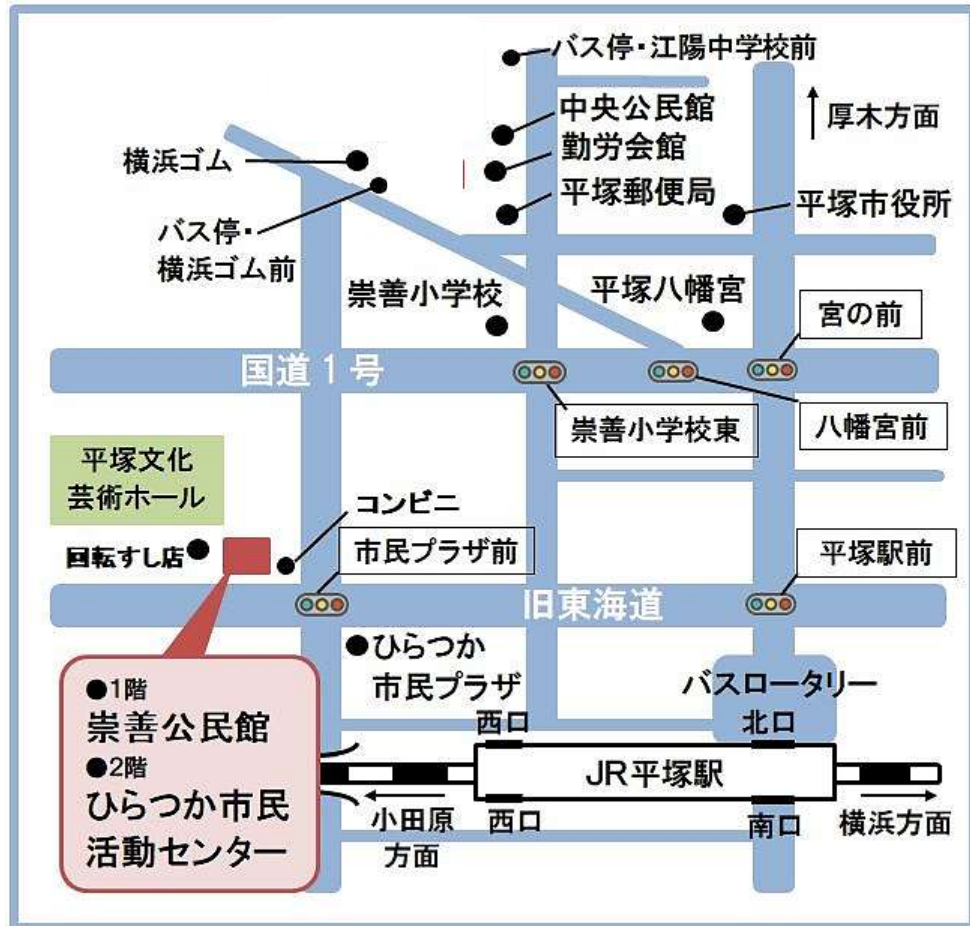 バス停・江陽中学校前
中央公民館
厚木方面
勤労会館
横浜ゴム
平塚郵便局
平塚市役所
バス停・
横浜ゴム前
崇善小学校
平塚八幡宮
宮の前
国道1号
崇善小学校東
八幡宮前
平塚文化
芸術ホール
コンビニ
回転すし店
市民プラザ前
平塚駅前
旧東海道
ひらつか
市民プラザ
バスロータリー
●1階
崇善公民館
●2階
ひらつか市民
活動センター
西口
北口
JR平塚駅
小田原
方面
西口
南口
横浜方面